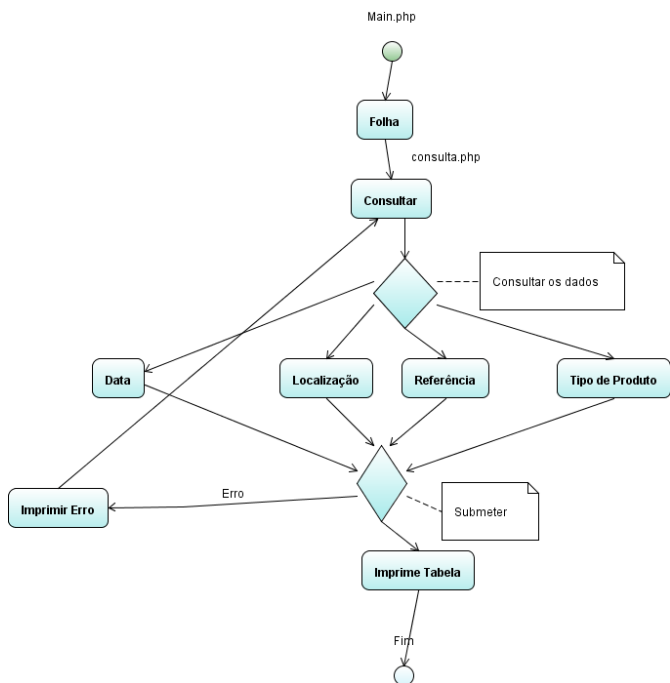 Main.php
Folha
consulta.php
Consultar
Consultar os dados
Data
Localização
Referência
Tipo de Produto
Erro
Imprimir Erro
Submeter
Imprime Tabela
Fim